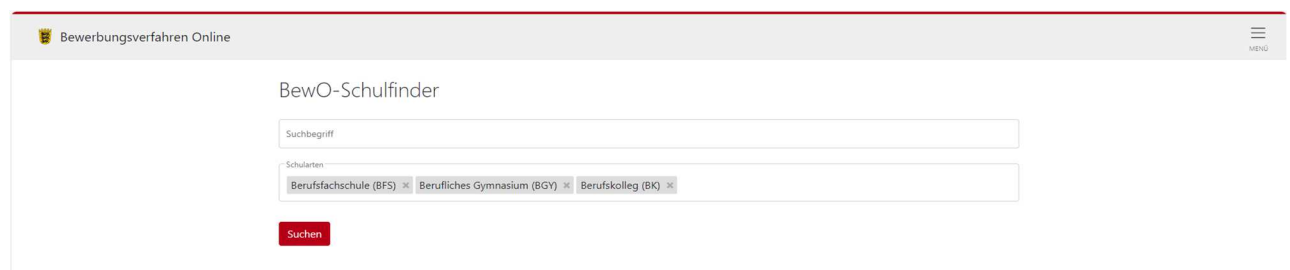 Bewerbungsverfahren Online
MENÜ
BewO-Schulfinder
Suchbegriff
Schularten
Berufsfachschule (BFS) × Berufliches Gymnasium (BGY) × Berufskolleg (BK) ×
Suchen